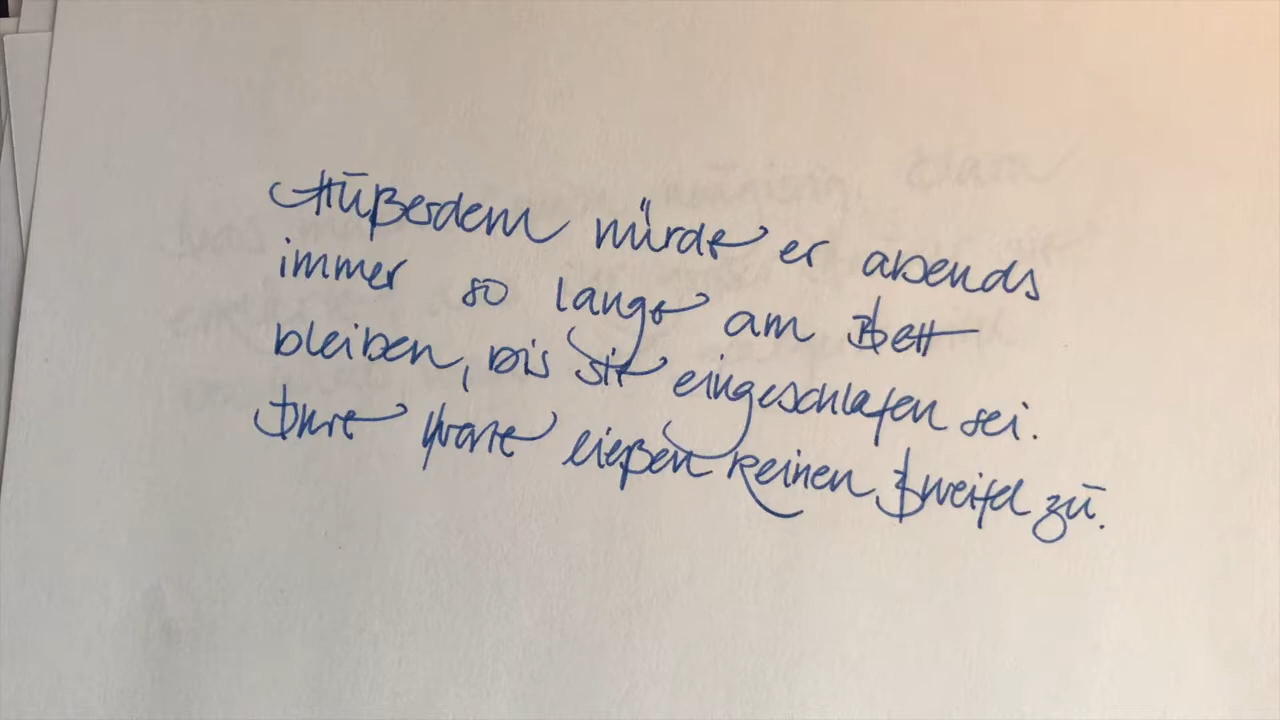 Außerdem würde er abends
immer so lange am Bett
bleiben, bis sie eingeschlafen sei.
Ihre Worte ließen keinen Zweifel zu.